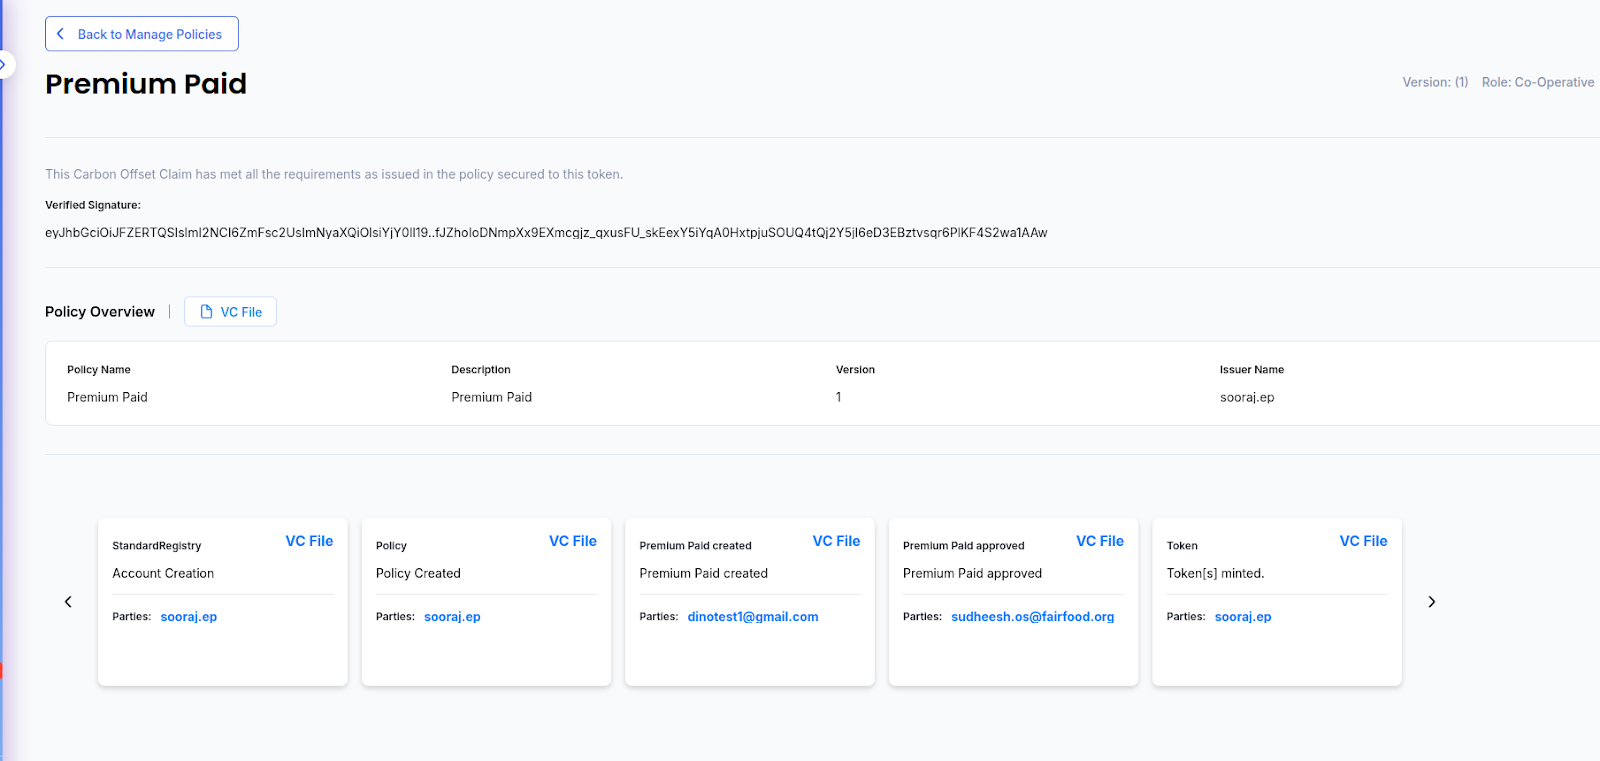 Back to Manage Policies
Premium Paid
Version: (1) Role: Co-Operative
This Carbon Offset Claim has met all the requirements as issued in the policy secured to this token.
Verified Signature:
eyJhbGciOiJFZERTQSIsImI2NCI6ZmFsc2UsImNyaXQiOlsiYjY0Il19..fJZholoDNmpXx9EXmcgjz_qxusFU_skEexY5iYqA0HxtpjuSOUQ4tQj2Y5jI6eD3EBztvsqr6PlKF4S2wa1AAw
Policy Overview | VC File
Policy Name Description Version Issuer Name
Premium Paid Premium Paid 1 sooraj.ep
StandardRegistry VC File
Account Creation
Parties: sooraj.ep
Policy VC File
Policy Created
Parties: sooraj.ep
Premium Paid created VC File
Premium Paid created
Parties: dinotest1@gmail.com
Premium Paid approved VC File
Premium Paid approved
Parties: sudheesh.os@fairfood.org
Token VC File
Token[s] minted.
Parties: sooraj.ep